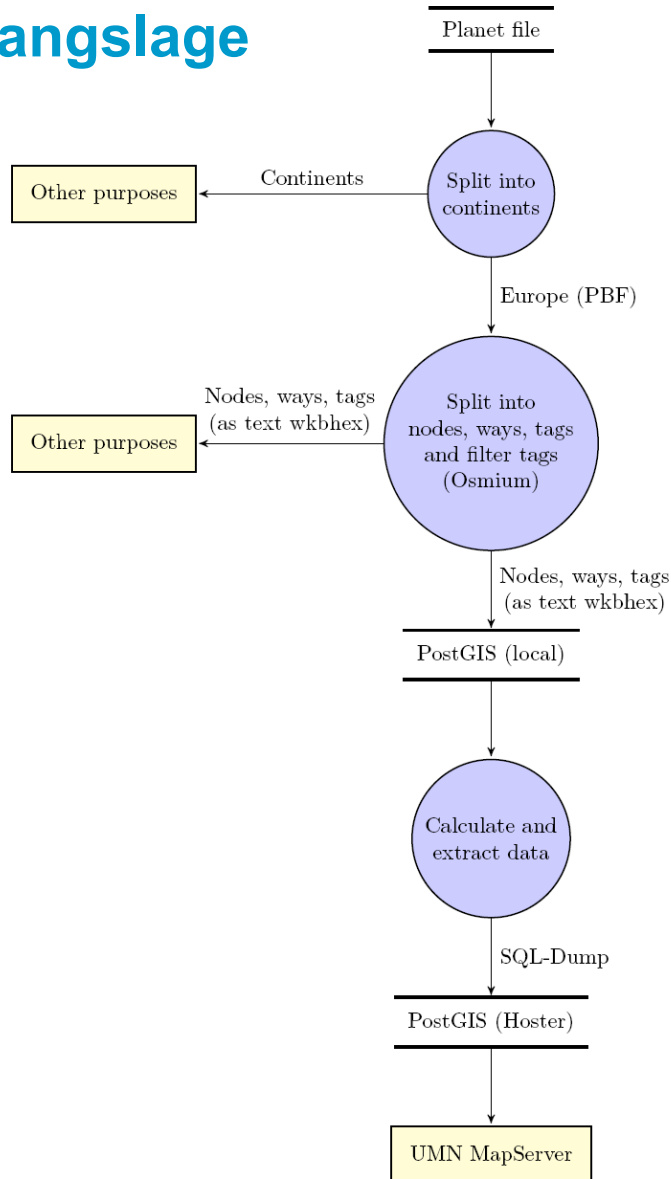 angslage
Planet file
Split into
continents
Continents
Other purposes
Europe (PBF)
Split into
nodes, ways, tags
and filter tags
(Osmium)
Nodes, ways, tags
(as text wkbhex)
Other purposes
Nodes, ways, tags
(as text wkbhex)
PostGIS (local)
Calculate and
extract data
SQL-Dump
PostGIS (Hoster)
UMN MapServer